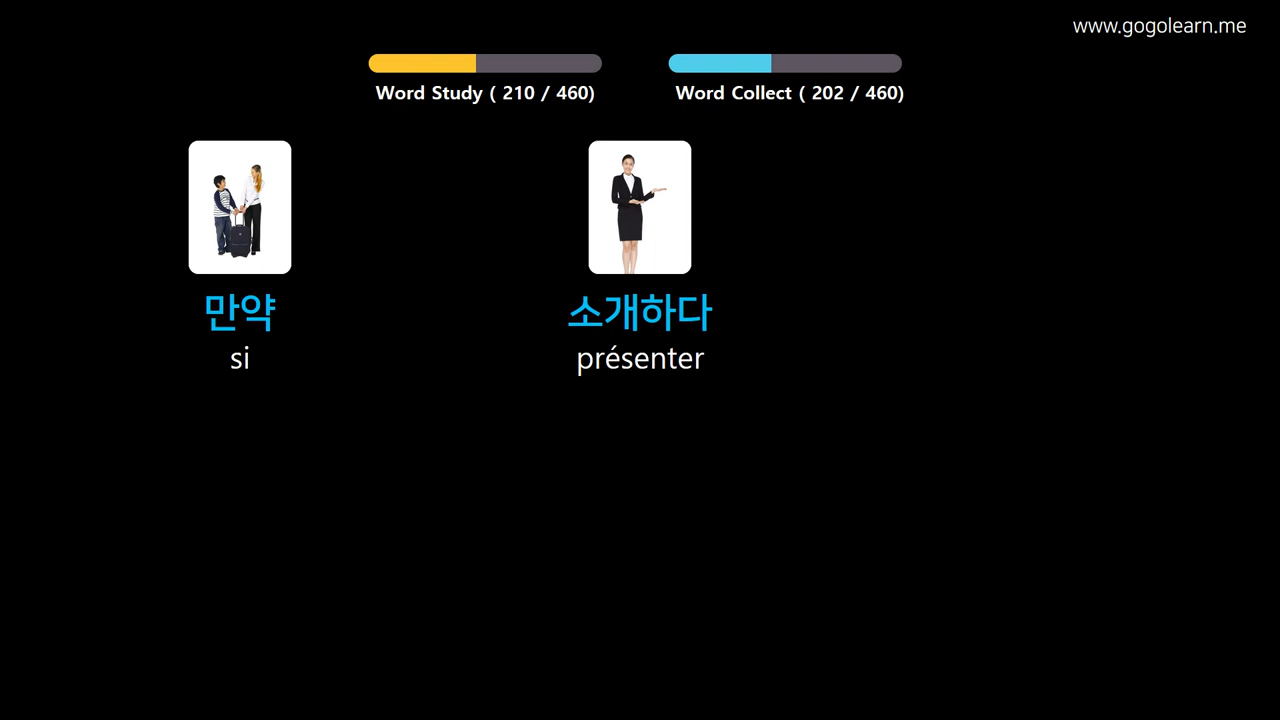 www.gogolearn.me
Word Study ( 210 / 460)
Word Collect ( 202 / 460)
만약
si
소개하다
présenter